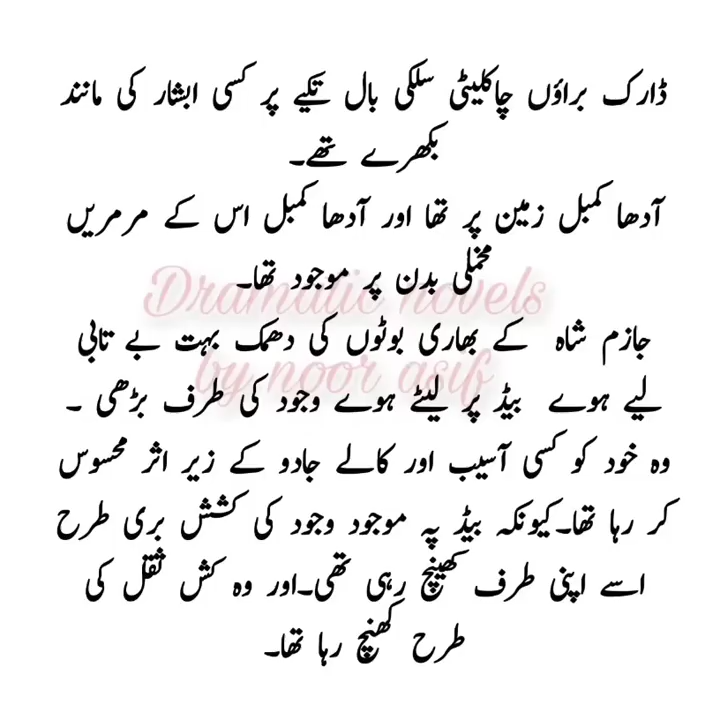 ڈارک براؤن چاکلیٹی سلکی بال تکیے پر کسی ابشار کی مانند
بکھرے تھے۔
آدھا کمبل زمین پر تھا اور آدھا کمبل اس کے مرمریں
مخملی بدن پر موجود تھا۔
Dramatic novels
جازم شاہ کے بھاری بوٹوں کی دھمک بہت بے تابی
by noor asif
لیے ہوے بیڈ پر لیٹے ہوے وجود کی طرف بڑھی ۔
وہ خود کو کسی آسیب اور کالے جادو کے زیر اثر محسوس
کر رہا تھا۔کیونکہ بیڈ پہ موجود وجود کی کشش بری طرح
اسے اپنی طرف کھینچ رہی تھی۔اور وہ کش ثقل کی
طرح کھنچ رہا تھا۔